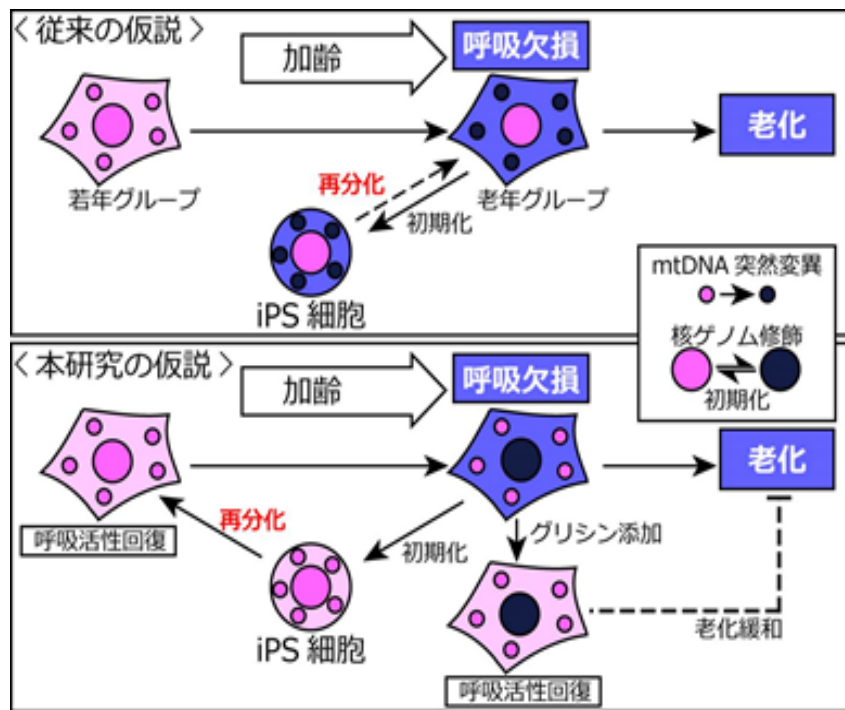 〈 従来の仮説 〉
加齢
呼吸欠損
老化
若年グループ
再分化
初期化
老年グループ
iPS 細胞
mtDNA 突然変異
核ゲノム修飾
初期化
〈 本研究の仮説 〉
加齢
呼吸欠損
老化
呼吸活性回復
再分化
初期化
グリシン添加
iPS 細胞
老化緩和
呼吸活性回復